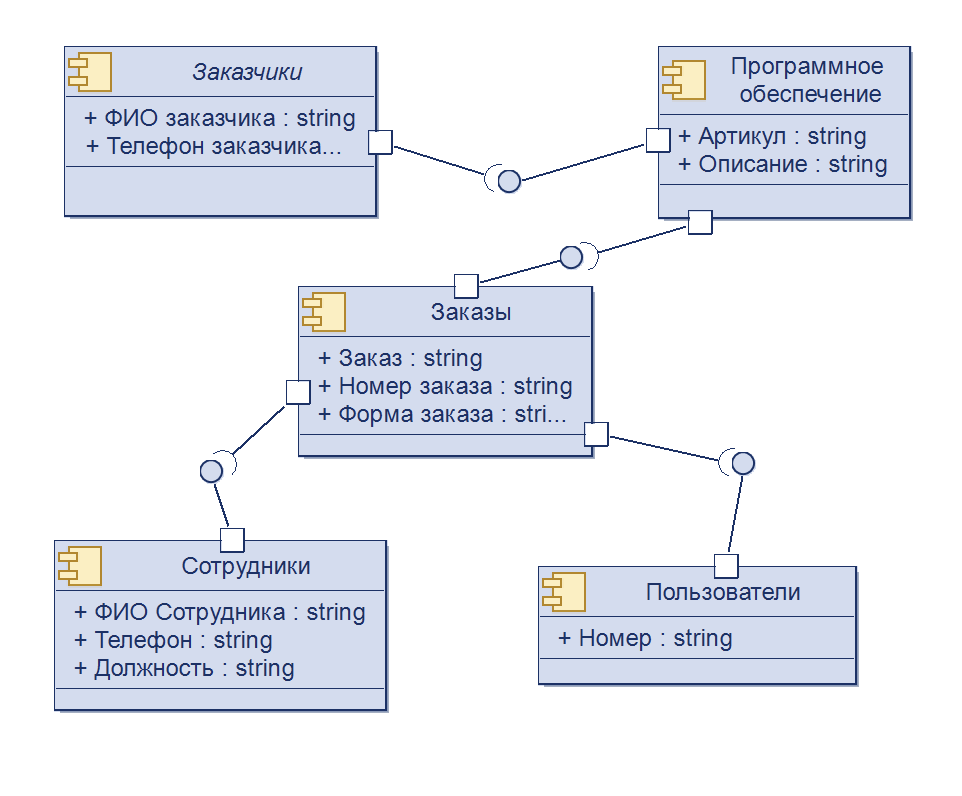 Заказчики
+ ФИО заказчика : string
+ Телефон заказчика...
Программное
обеспечение
+ Артикул : string
+ Описание : string
Заказы
+ Заказ : string
+ Номер заказа : string
+ Форма заказа : stri...
Сотрудники
+ ФИО Сотрудника : string
+ Телефон : string
+ Должность : string
Пользователи
+ Номер : string